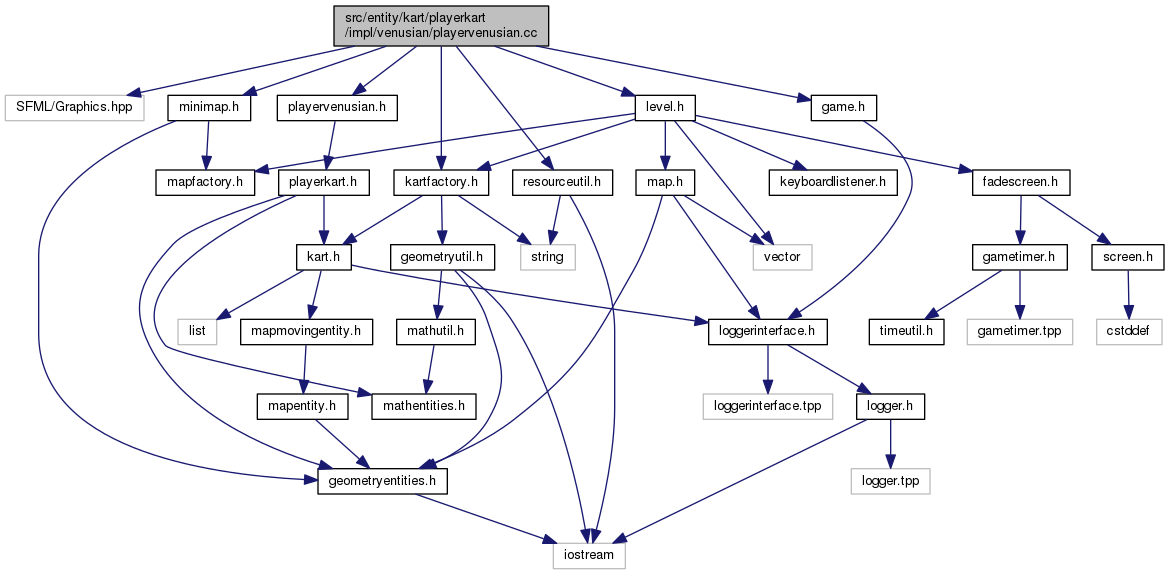 src/entity/kart/playerkart
/impl/venusian/playervenusian.cc
SFML/Graphics.hpp
minimap.h
playervenusian.h
level.h
game.h
mapfactory.h
playerkart.h
kartfactory.h
resourceutil.h
map.h
keyboardlistener.h
fadescreen.h
kart.h
geometryutil.h
string
vector
gametimer.h
screen.h
list
mapmovingentity.h
mathutil.h
loggerinterface.h
timeutil.h
gametimer.tpp
cstddef
mapentity.h
mathentities.h
loggerinterface.tpp
logger.h
geometryentities.h
logger.tpp
iostream